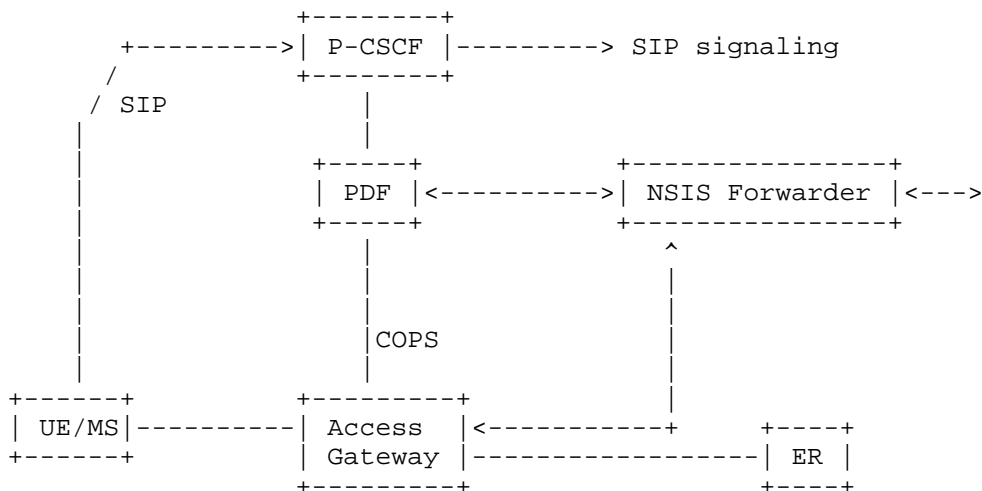 P-CSCF SIP signaling
SIP
PDF NSIS Forwarder
COPS
UE/MS Access
Gateway ER